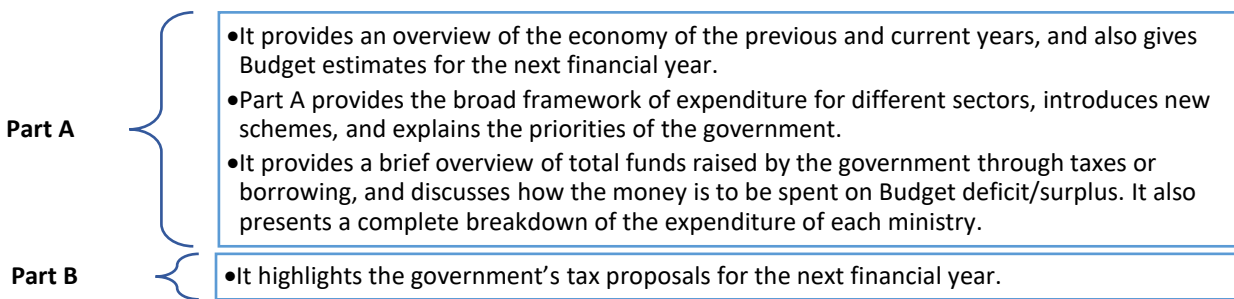 Part A
•It provides an overview of the economy of the previous and current years, and also gives
Budget estimates for the next financial year.
•Part A provides the broad framework of expenditure for different sectors, introduces new
schemes, and explains the priorities of the government.
•It provides a brief overview of total funds raised by the government through taxes or
borrowing, and discusses how the money is to be spent on Budget deficit/surplus. It also
presents a complete breakdown of the expenditure of each ministry.
Part B
•It highlights the government’s tax proposals for the next financial year.